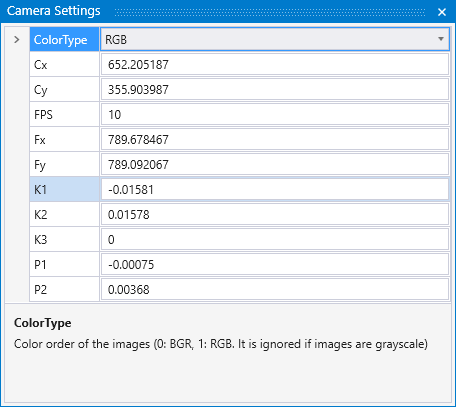 Camera Settings
ColorType RGB
Cx 652.205187
Cy 355.903987
FPS 10
Fx 789.678467
Fy 789.092067
K1 -0.01581
K2 0.01578
K3 0
P1 -0.00075
P2 0.00368
ColorType
Color order of the images (0: BGR, 1: RGB. It is ignored if images are grayscale)